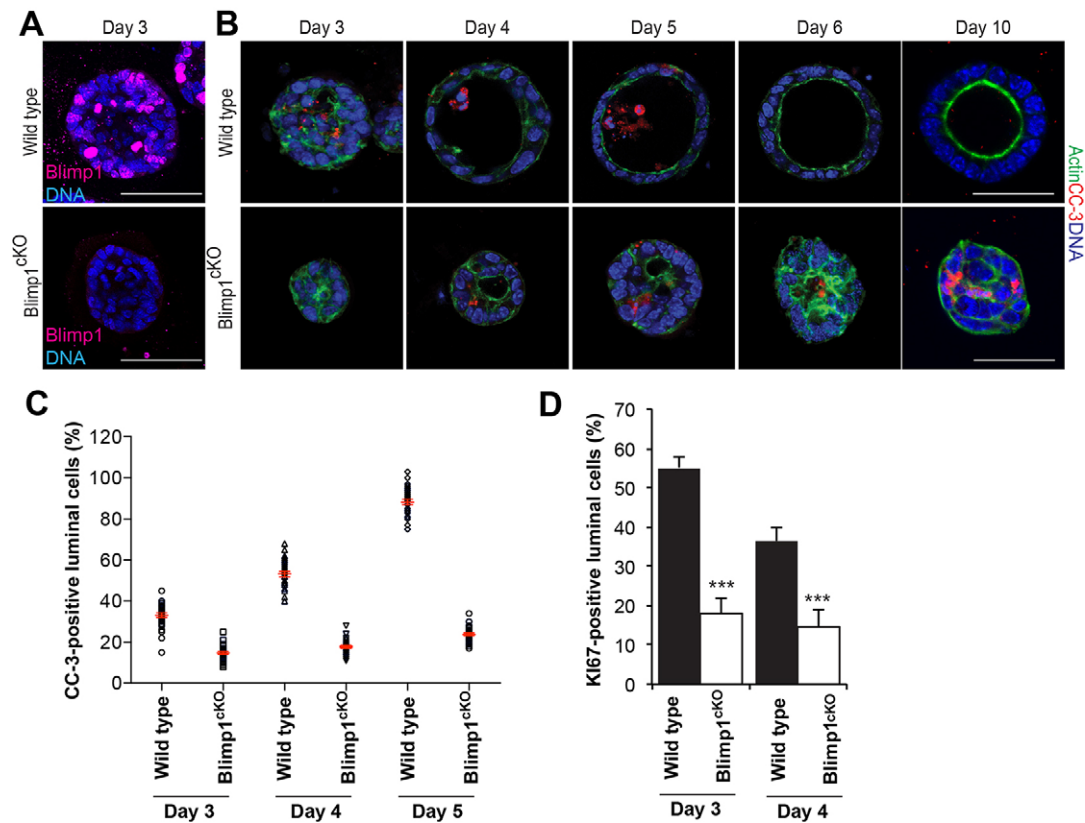 A
Day 3
Wild type
Blimp1
DNA
Blimp1cKO
Blimp1
DNA
B
Day 3
Day 4
Day 5
Day 6
Day 10
Wild type
Blimp1cKO
ActinCC-3DNA
C
CC-3-positive luminal cells (%)
120
100
80
60
40
20
0
Wild type
Blimp1cKO
Wild type
Blimp1cKO
Wild type
Blimp1cKO
Day 3
Day 4
Day 5
D
KI67-positive luminal cells (%)
70
60
50
40
30
20
10
0
***
***
Wild type
Blimp1cKO
Wild type
Blimp1cKO
Day 3
Day 4